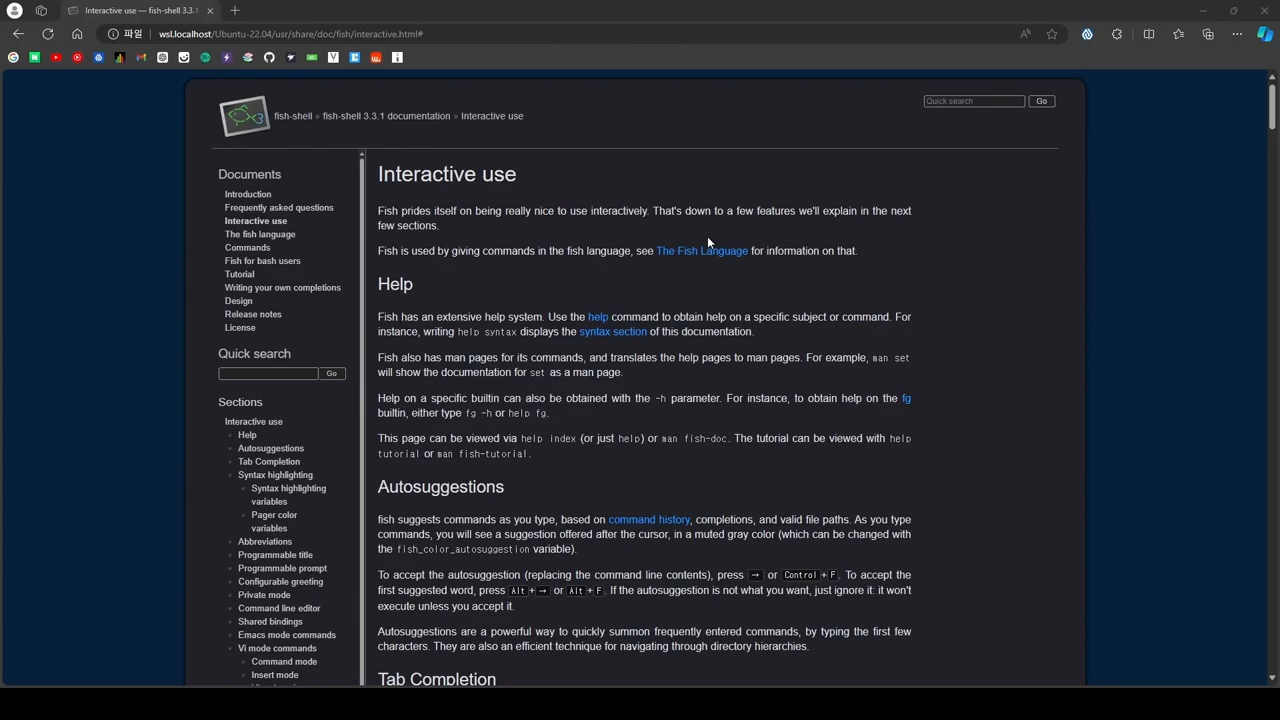 Interactive use — fish-shell 3.3.1
파일
wsl.localhost/Ubuntu-22.04/usr/share/doc/fish/interactive.html#
fish-shell » fish-shell 3.3.1 documentation » Interactive use
Quick search
Go
Documents
Introduction
Frequently asked questions
Interactive use
The fish language
Commands
Fish for bash users
Tutorial
Writing your own completions
Design
Release notes
License
Quick search
Go
Sections
Interactive use
Help
Autosuggestions
Tab Completion
Syntax highlighting
Syntax highlighting
variables
Pager color
variables
Abbreviations
Programmable title
Programmable prompt
Configurable greeting
Private mode
Command line editor
Shared bindings
Emacs mode commands
Vi mode commands
Command mode
Insert mode
Interactive use
Fish prides itself on being really nice to use interactively. That's down to a few features we'll explain in the next
few sections.
Fish is used by giving commands in the fish language, see The Fish Language for information on that.
Help
Fish has an extensive help system. Use the help command to obtain help on a specific subject or command. For
instance, writing help syntax displays the syntax section of this documentation.
Fish also has man pages for its commands, and translates the help pages to man pages. For example, man set
will show the documentation for set as a man page.
Help on a specific builtin can also be obtained with the -h parameter. For instance, to obtain help on the fg
builtin, either type fg -h or help fg.
This page can be viewed via help index (or just help) or man fish-doc. The tutorial can be viewed with help
tutorial or man fish-tutorial.
Autosuggestions
fish suggests commands as you type, based on command history, completions, and valid file paths. As you type
commands, you will see a suggestion offered after the cursor, in a muted gray color (which can be changed with
the fish_color_autosuggestion variable).
To accept the autosuggestion (replacing the command line contents), press → or Control+F. To accept the
first suggested word, press Alt+→ or Alt+F. If the autosuggestion is not what you want, just ignore it: it won't
execute unless you accept it.
Autosuggestions are a powerful way to quickly summon frequently entered commands, by typing the first few
characters. They are also an efficient technique for navigating through directory hierarchies.
Tab Completion